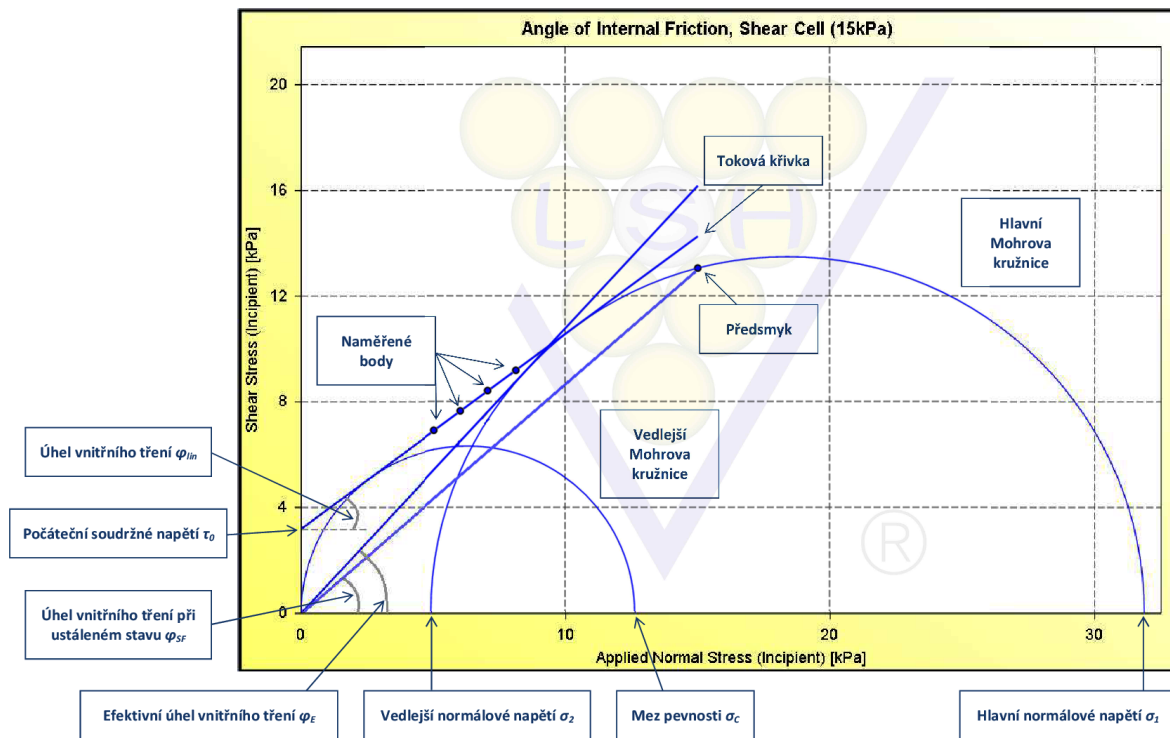 Angle of Internal Friction, Shear Cell (15kPa)
20
16
12
8
4
0
Shear Stress (Incipient) [kPa]
0
10
20
30
Applied Normal Stress (Incipient) [kPa]
LSH
®
Toková křivka
Hlavní
Mohrova
kružnice
Předsmyk
Naměřené
body
Vedlejší
Mohrova
kružnice
Úhel vnitřního tření φlin
Počáteční soudržné napětí τ0
Úhel vnitřního tření při
ustáleném stavu φSF
Efektivní úhel vnitřního tření φE
Vedlejší normálové napětí σ2
Mez pevnosti σC
Hlavní normálové napětí σ1